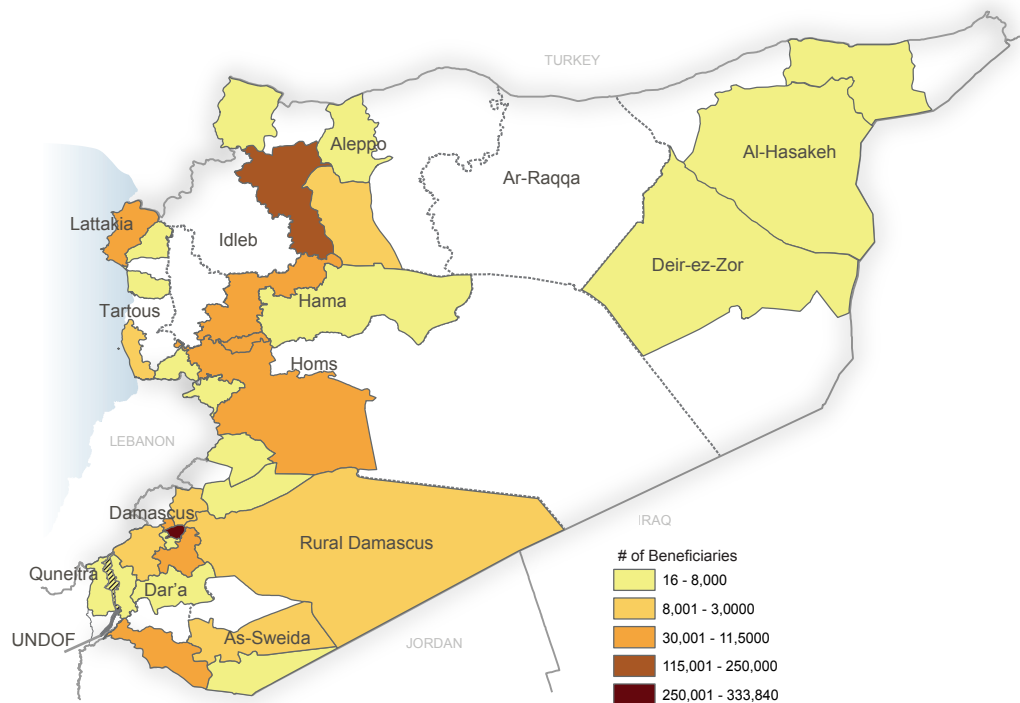 TURKEY
Aleppo
Al-Hasakeh
Ar-Raqqa
Lattakia
Idleb
Deir-ez-Zor
Hama
Tartous
Homs
LEBANON
Damascus
IRAQ
Rural Damascus
Quneitra
Dar'a
UNDOF
As-Sweida
JORDAN
# of Beneficiaries
16 - 8,000
8,001 - 3,0000
30,001 - 11,5000
115,001 - 250,000
250,001 - 333,840